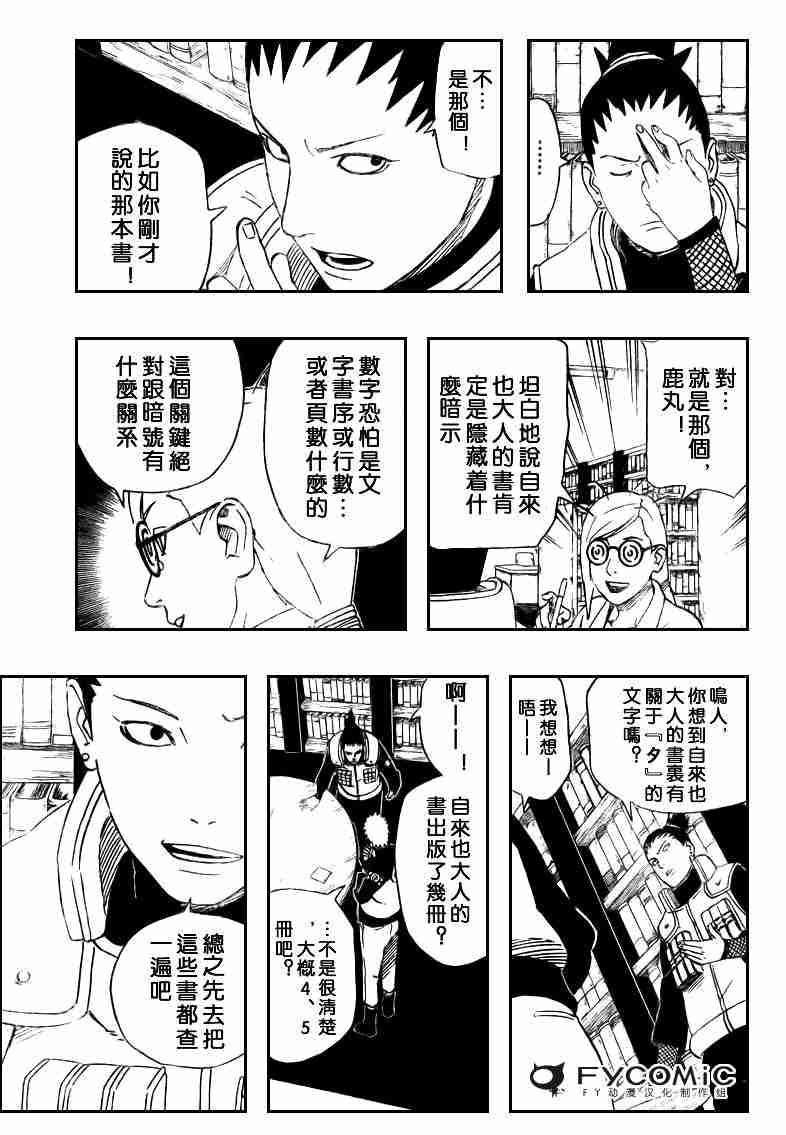 ……
不…
是那個！
比如你剛才
說的那本書！
對…
就是那個，
鹿丸！
坦白地說自來
也大人的書肯
定是隱藏着什
麼暗示
數字恐怕是文
字書序或行數…
或者頁數什麼的
這個關鍵絕
對跟暗號有
什麼關系
鳴人，
你想到自來也
大人的書裏有
關于『タ』的
文字嗎？
我想想—
唔——
啊——！
自來也大人的
書出版了幾冊？
…不是很清楚
，大概4、5
冊吧？
總之先去把
這些書都查
一遍吧
FYCOMiC
FY动漫汉化制作组